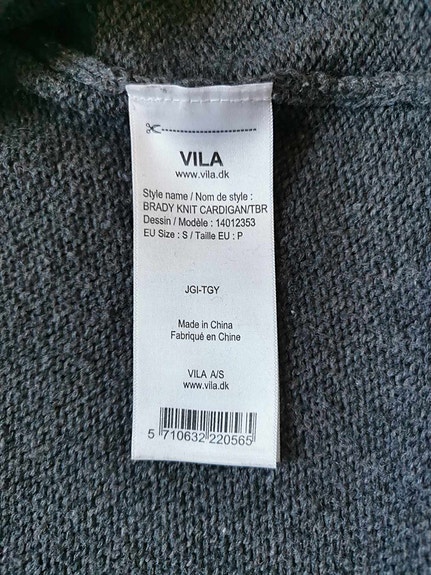 VILA
www.vila.dk
Style name / Nom de style :
BRADY KNIT CARDIGAN/TBR
Dessin / Modèle : 14012353
EU Size : S / Taille EU : P
JGI-TGY
Made in China
Fabriqué en Chine
VILA A/S
www.vila.dk
5 710632 220565